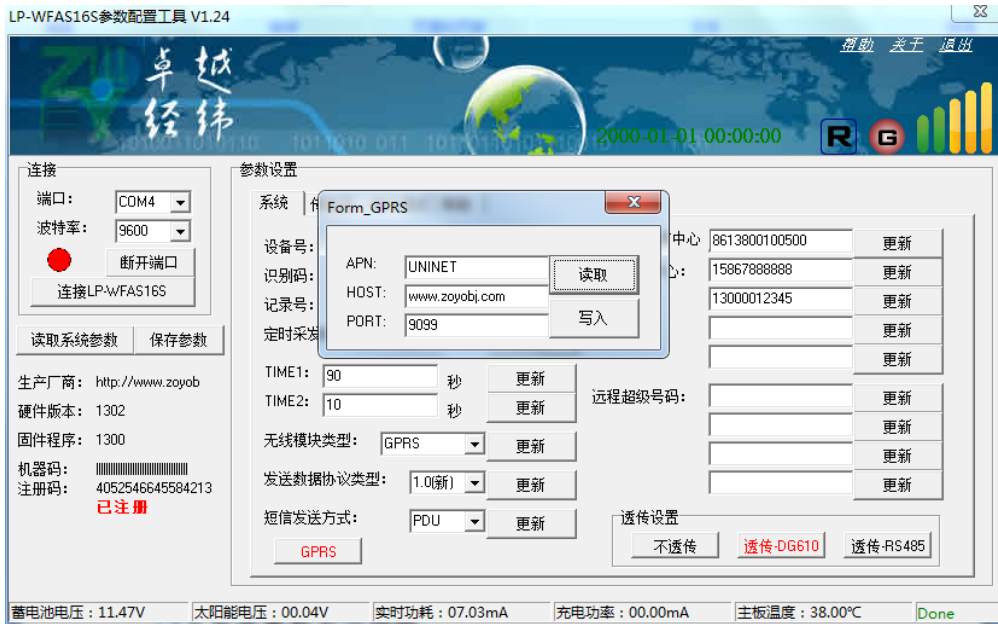 LP-WFAS16S参数配置工具 V1.24
帮助 关于 退出
卓越
经纬
2000-01-01 00:00:00
R G
连接
端口： COM4
波特率： 9600
断开端口
连接LP-WFAS16S
读取系统参数 保存参数
生产厂商： http://www.zoyob
硬件版本： 1302
固件程序： 1300
机器码：
注册码： 4052546645584213
已注册
参数设置
系统
设备号：
识别码：
记录号：
定时采发
Form_GPRS
APN: UNINET 读取
HOST: www.zoyobj.com
PORT: 9099 写入
TIME1: 90 秒 更新
TIME2: 10 秒 更新
无线模块类型： GPRS 更新
发送数据协议类型： 1.0(新) 更新
短信发送方式： PDU 更新
GPRS
中心 8613800100500 更新
15867888888 更新
13000012345 更新
更新
更新
远程超级号码： 更新
更新
更新
更新
透传设置
不透传 透传-DG610 透传-RS485
蓄电池电压：11.47V 太阳能电压：00.04V 实时功耗：07.03mA 充电功率：00.00mA 主板温度：38.00℃ Done